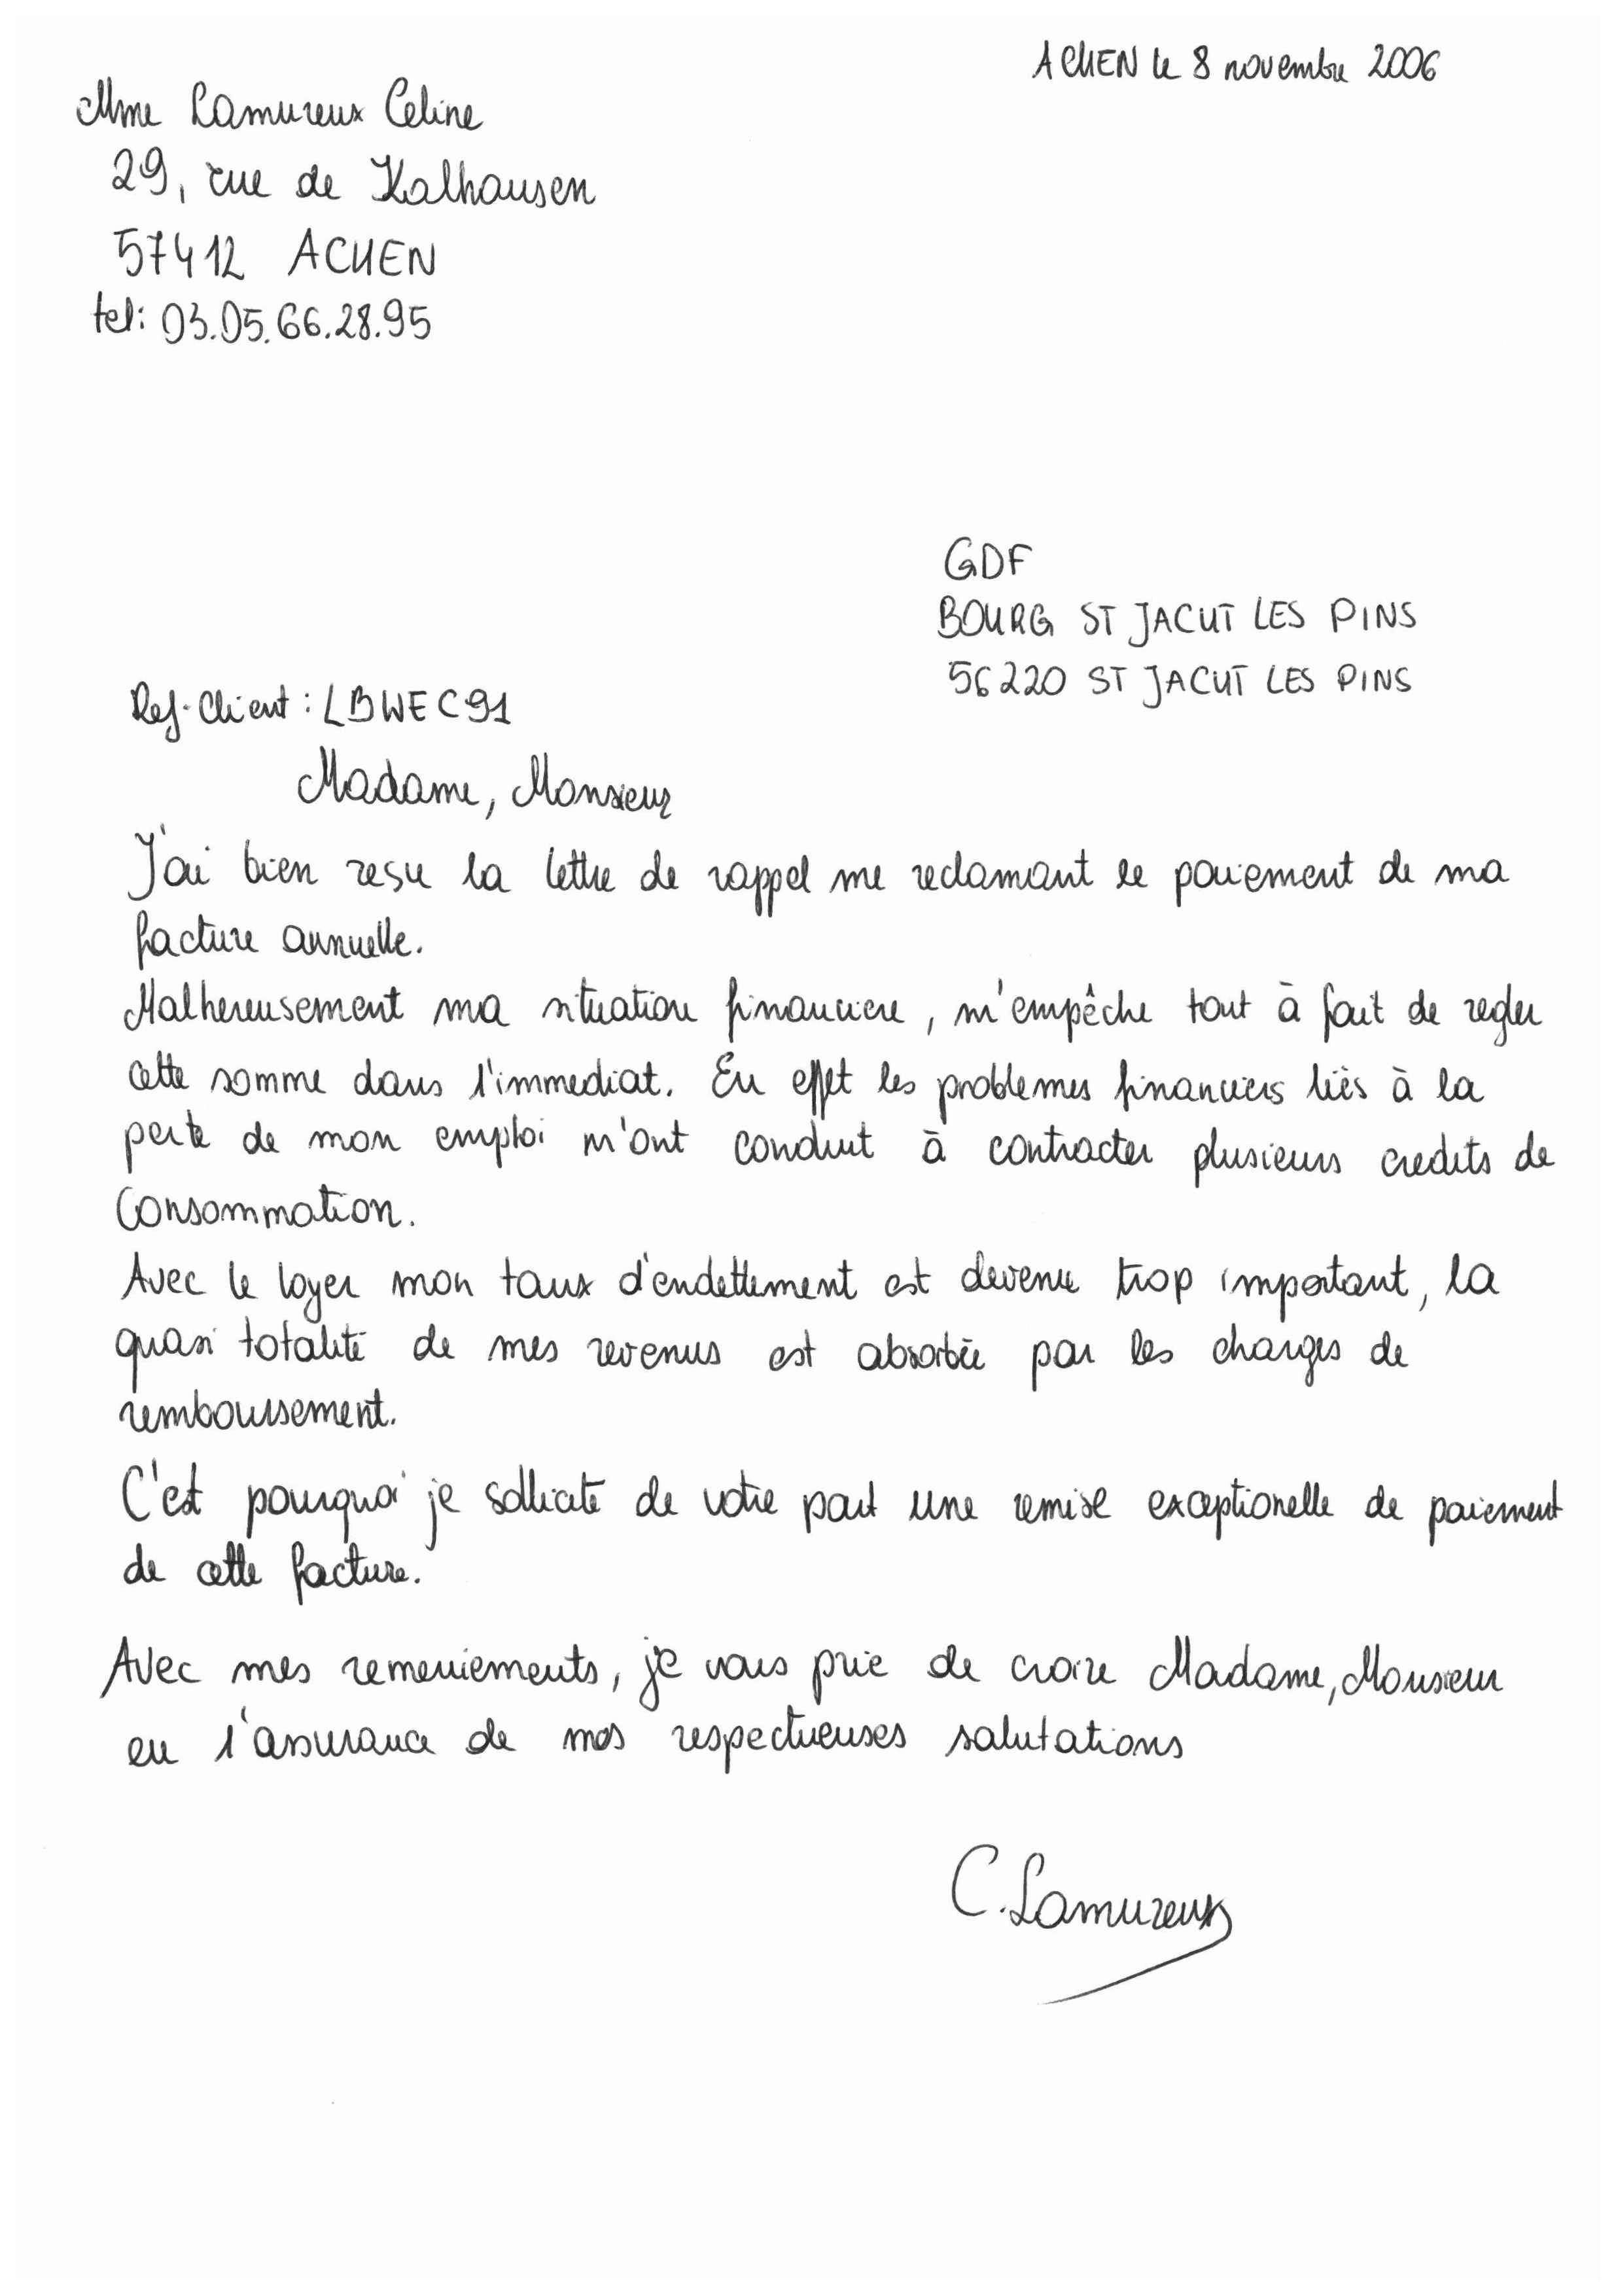 ACHEN le 8 novembre 2006
Mme Lamureux Celine
29, rue de Kalhausen
57412 ACHEN
tel: 03.05.66.28.95
GDF
BOURG ST JACUT LES PINS
56220 ST JACUT LES PINS
Ref-Client : LBWEC91
Madame, Monsieur
J'ai bien resu la lettre de rappel me reclamant le paiement de ma
facture annuelle.
Malhereusement ma situation financiere, m'empêche tout à fait de regler
cette somme dans l'immediat. En effet les problemes financiers liés à la
perte de mon emploi m'ont conduit à contracter plusieurs credits de
consommation.
Avec le loyer mon taux d'endettement est devenu trop important, la
quasi totalité de mes revenus est absorbée par les charges de
remboussement.
C'est pourquoi je sollicite de votre part une remise exceptionelle de paiement
de cette facture.
Avec mes remerciements, je vous prie de croire Madame, Monsieur
en l'assurance de mes respectueuses salutations
C. Lamureux